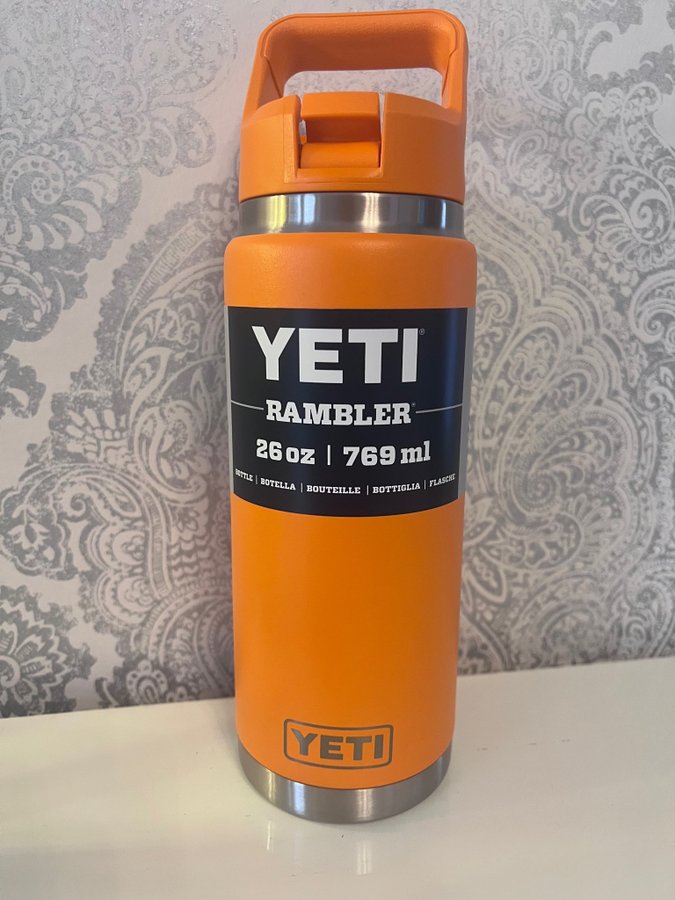 YETI®
RAMBLER®
26 oz | 769 ml
BOTTLE | BOTELLA | BOUTEILLE | BOTTIGLIA | FLASCHE
YETI